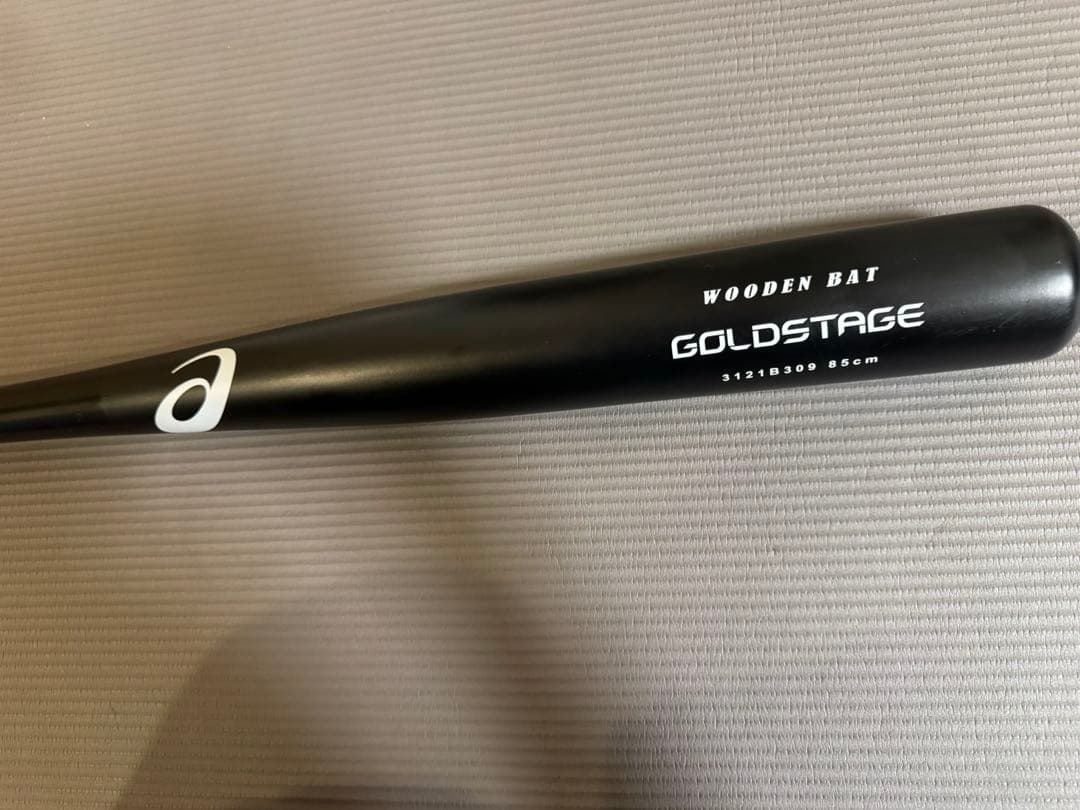 WOODEN BAT
GOLDSTAGE
3121B309 85cm